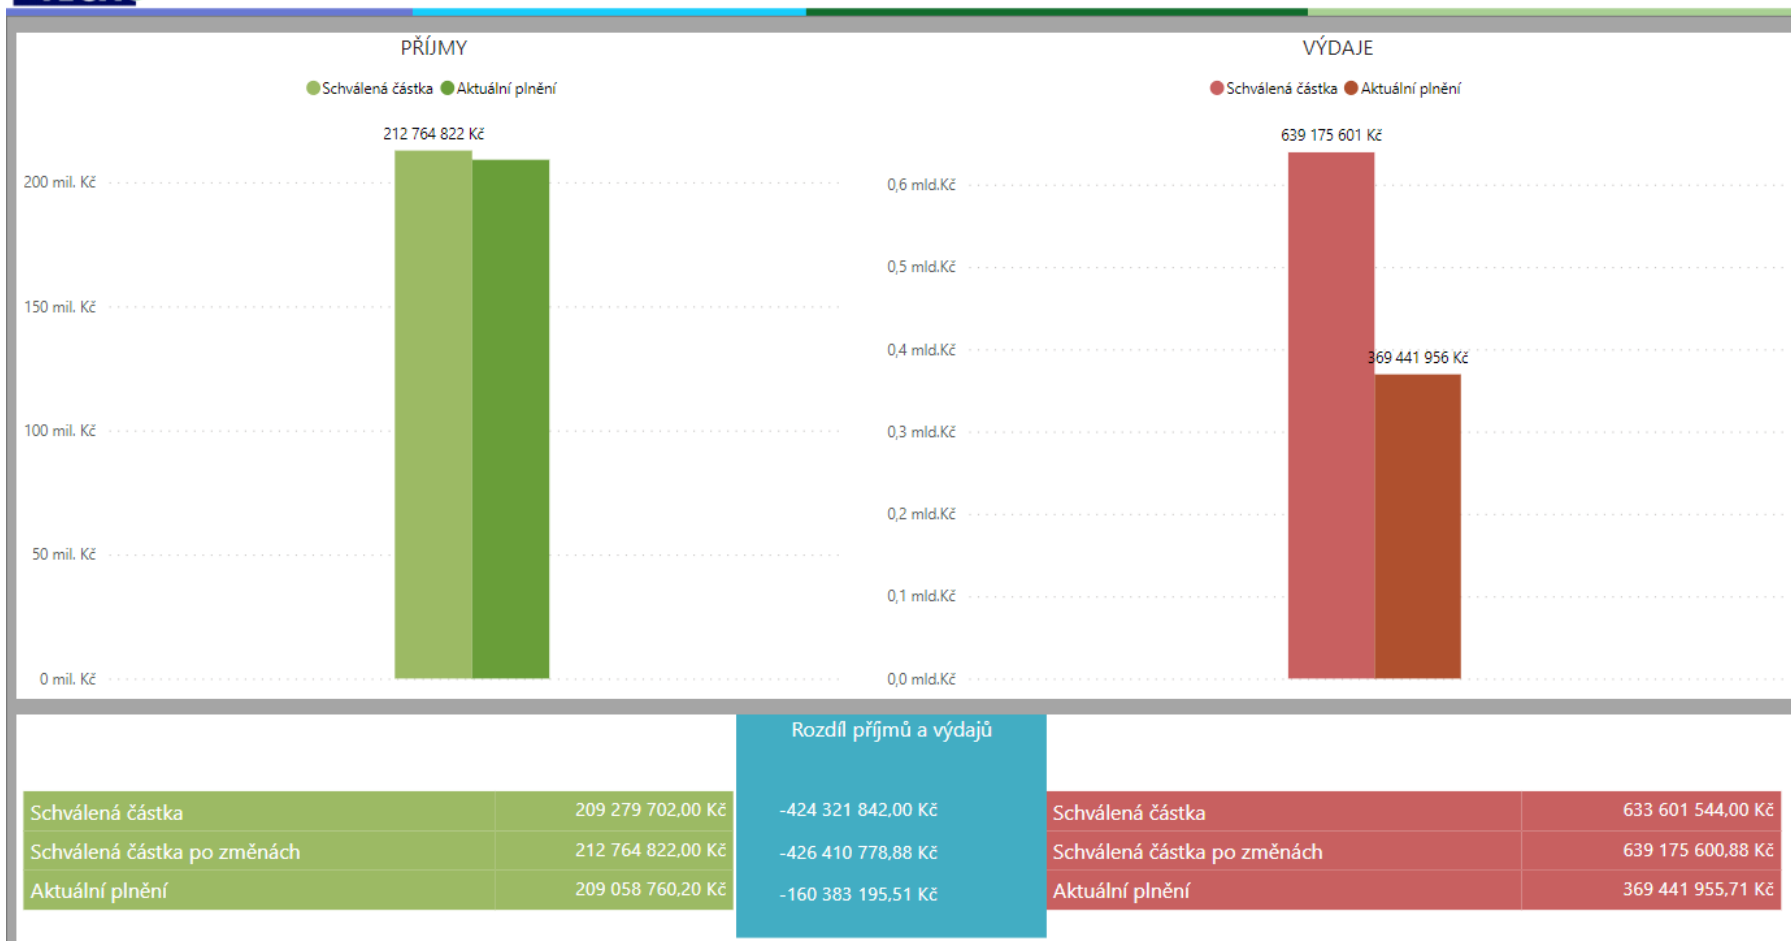 PŘÍJMY
Schválená částka Aktuální plnění
212 764 822 Kč
200 mil. Kč
150 mil. Kč
100 mil. Kč
50 mil. Kč
0 mil. Kč
VÝDAJE
Schválená částka Aktuální plnění
639 175 601 Kč
369 441 956 Kč
0,6 mld.Kč
0,5 mld.Kč
0,4 mld.Kč
0,3 mld.Kč
0,2 mld.Kč
0,1 mld.Kč
0,0 mld.Kč
Rozdíl příjmů a výdajů
Schválená částka 209 279 702,00 Kč -424 321 842,00 Kč Schválená částka 633 601 544,00 Kč
Schválená částka po změnách 212 764 822,00 Kč -426 410 778,88 Kč Schválená částka po změnách 639 175 600,88 Kč
Aktuální plnění 209 058 760,20 Kč -160 383 195,51 Kč Aktuální plnění 369 441 955,71 Kč